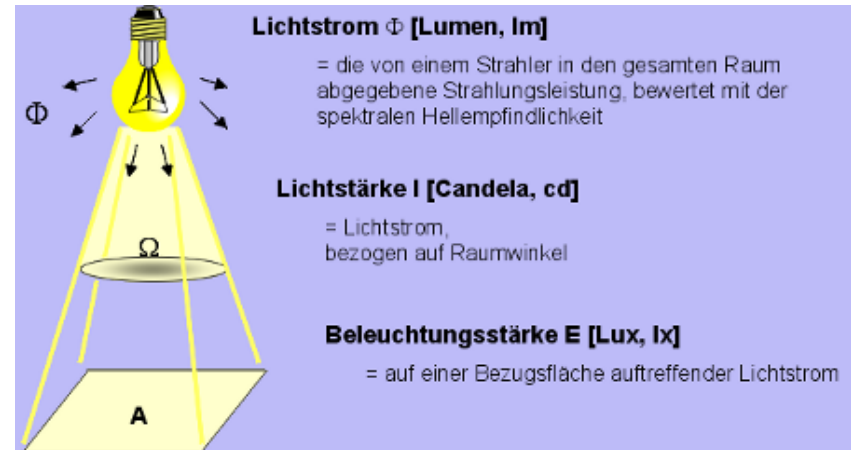 Lichtstrom Φ [Lumen, lm]
= die von einem Strahler in den gesamten Raum
abgegebene Strahlungsleistung, bewertet mit der
spektralen Hellempfindlichkeit
Φ
Lichtstärke I [Candela, cd]
= Lichtstrom,
bezogen auf Raumwinkel
Ω
Beleuchtungsstärke E [Lux, lx]
= auf einer Bezugsfläche auftreffender Lichtstrom
A